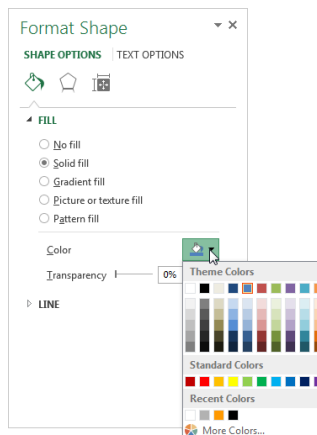 Format Shape
SHAPE OPTIONS TEXT OPTIONS
FILL
No fill
Solid fill
Gradient fill
Picture or texture fill
Pattern fill
Color
Transparency 0%
Theme Colors
LINE
Standard Colors
Recent Colors
More Colors...